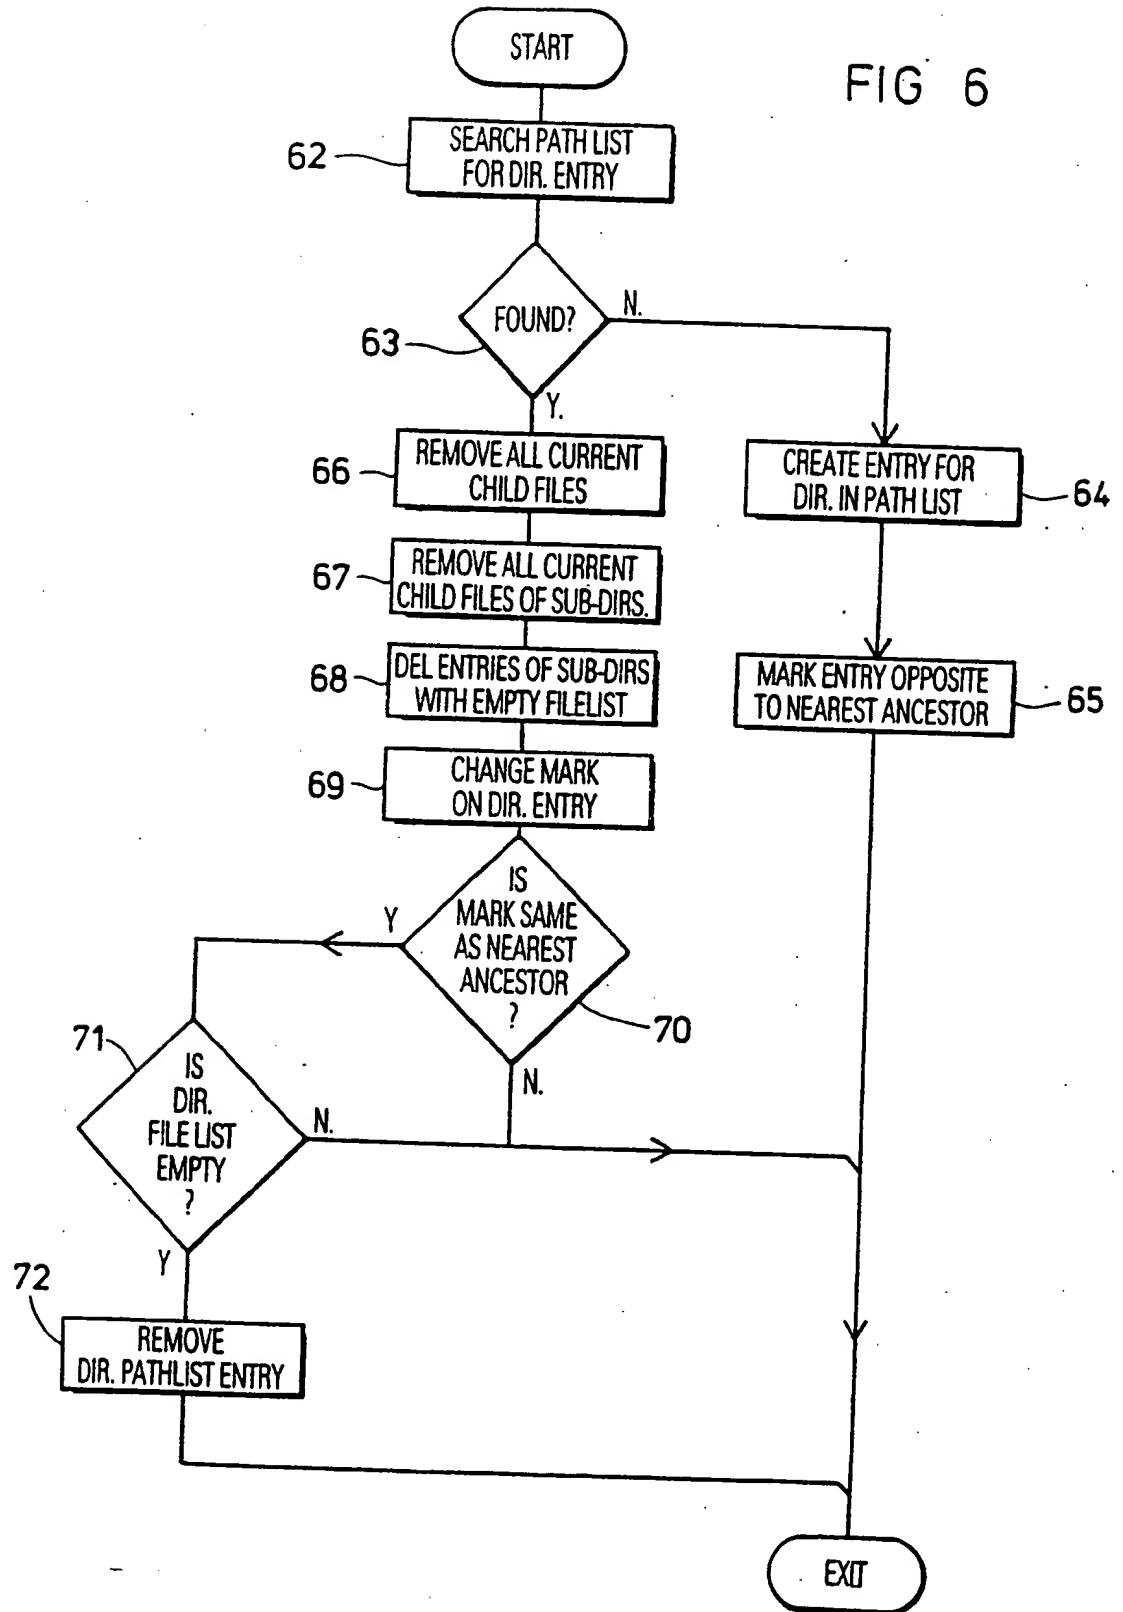 START
FIG 6
62
SEARCH PATH LIST
FOR DIR. ENTRY
FOUND?
N.
63
Y.
66
REMOVE ALL CURRENT
CHILD FILES
CREATE ENTRY FOR
DIR. IN PATH LIST
64
67
REMOVE ALL CURRENT
CHILD FILES OF SUB-DIRS.
68
DEL ENTRIES OF SUB-DIRS
WITH EMPTY FILELIST
MARK ENTRY OPPOSITE
TO NEAREST ANCESTOR
65
69
CHANGE MARK
ON DIR. ENTRY
IS
MARK SAME
AS NEAREST
ANCESTOR
?
Y
70
N.
71
IS
DIR.
FILE LIST
EMPTY
?
N.
Y
72
REMOVE
DIR. PATHLIST ENTRY
EXIT